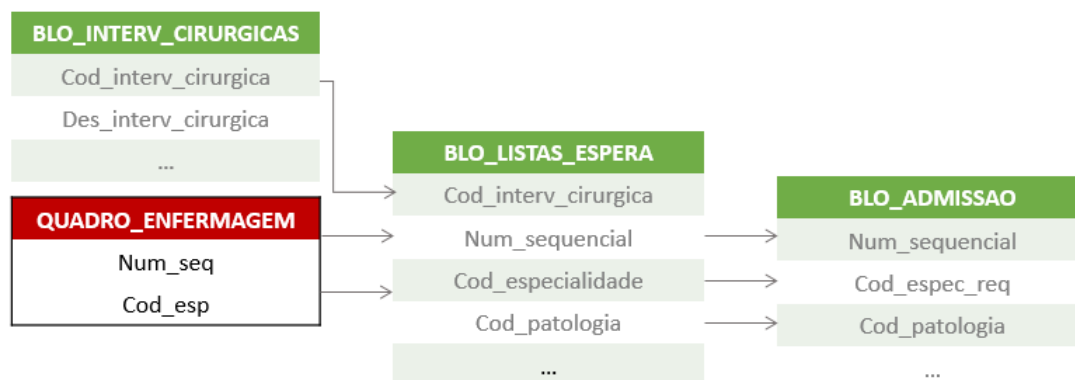 BLO_INTERV_CIRURGICAS
Cod_interv_cirurgica
Des_interv_cirurgica
...
QUADRO_ENFERMAGEM
Num_seq
Cod_esp
BLO_LISTAS_ESPERA
Cod_interv_cirurgica
Num_sequencial
Cod_especialidade
Cod_patologia
...
BLO_ADMISSAO
Num_sequencial
Cod_espec_req
Cod_patologia
...